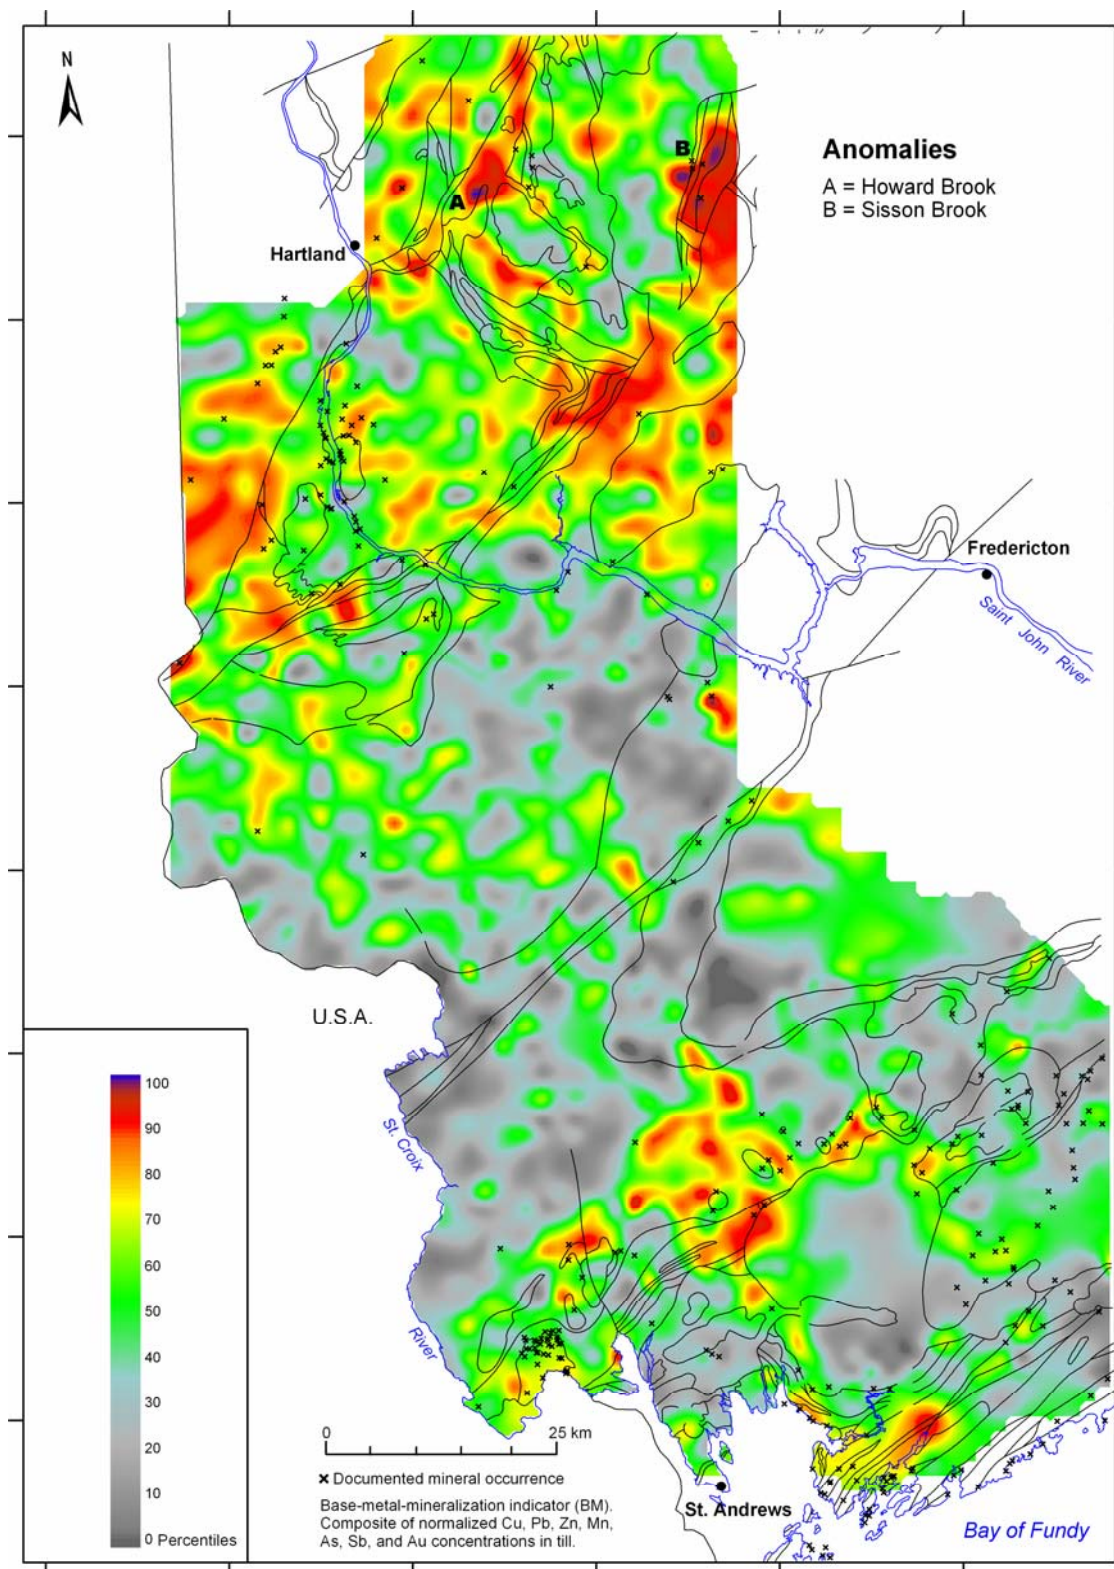 N
Anomalies
A = Howard Brook
B = Sisson Brook
B
A
Hartland
Fredericton
Saint John River
U.S.A.
St. Croix
River
100
90
80
70
60
50
40
30
20
10
0 Percentiles
0 25 km
× Documented mineral occurrence
Base-metal-mineralization indicator (BM).
Composite of normalized Cu, Pb, Zn, Mn,
As, Sb, and Au concentrations in till.
St. Andrews
Bay of Fundy